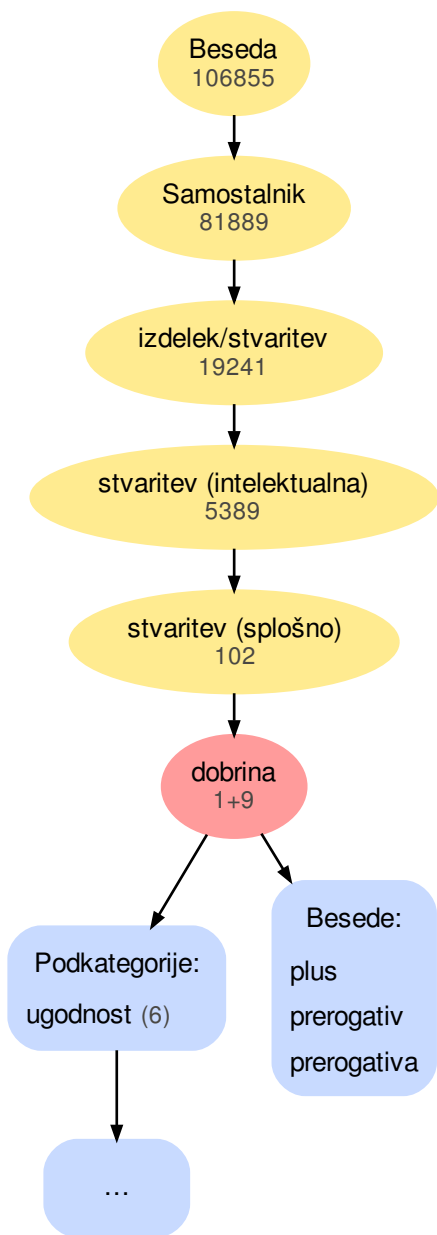 Beseda
106855
Samostalnik
81889
izdelek/stvaritev
19241
stvaritev (intelektualna)
5389
stvaritev (splošno)
102
dobrina
1+9
Podkategorije:
ugodnost (6)
...
Besede:
plus
prerogativ
prerogativa